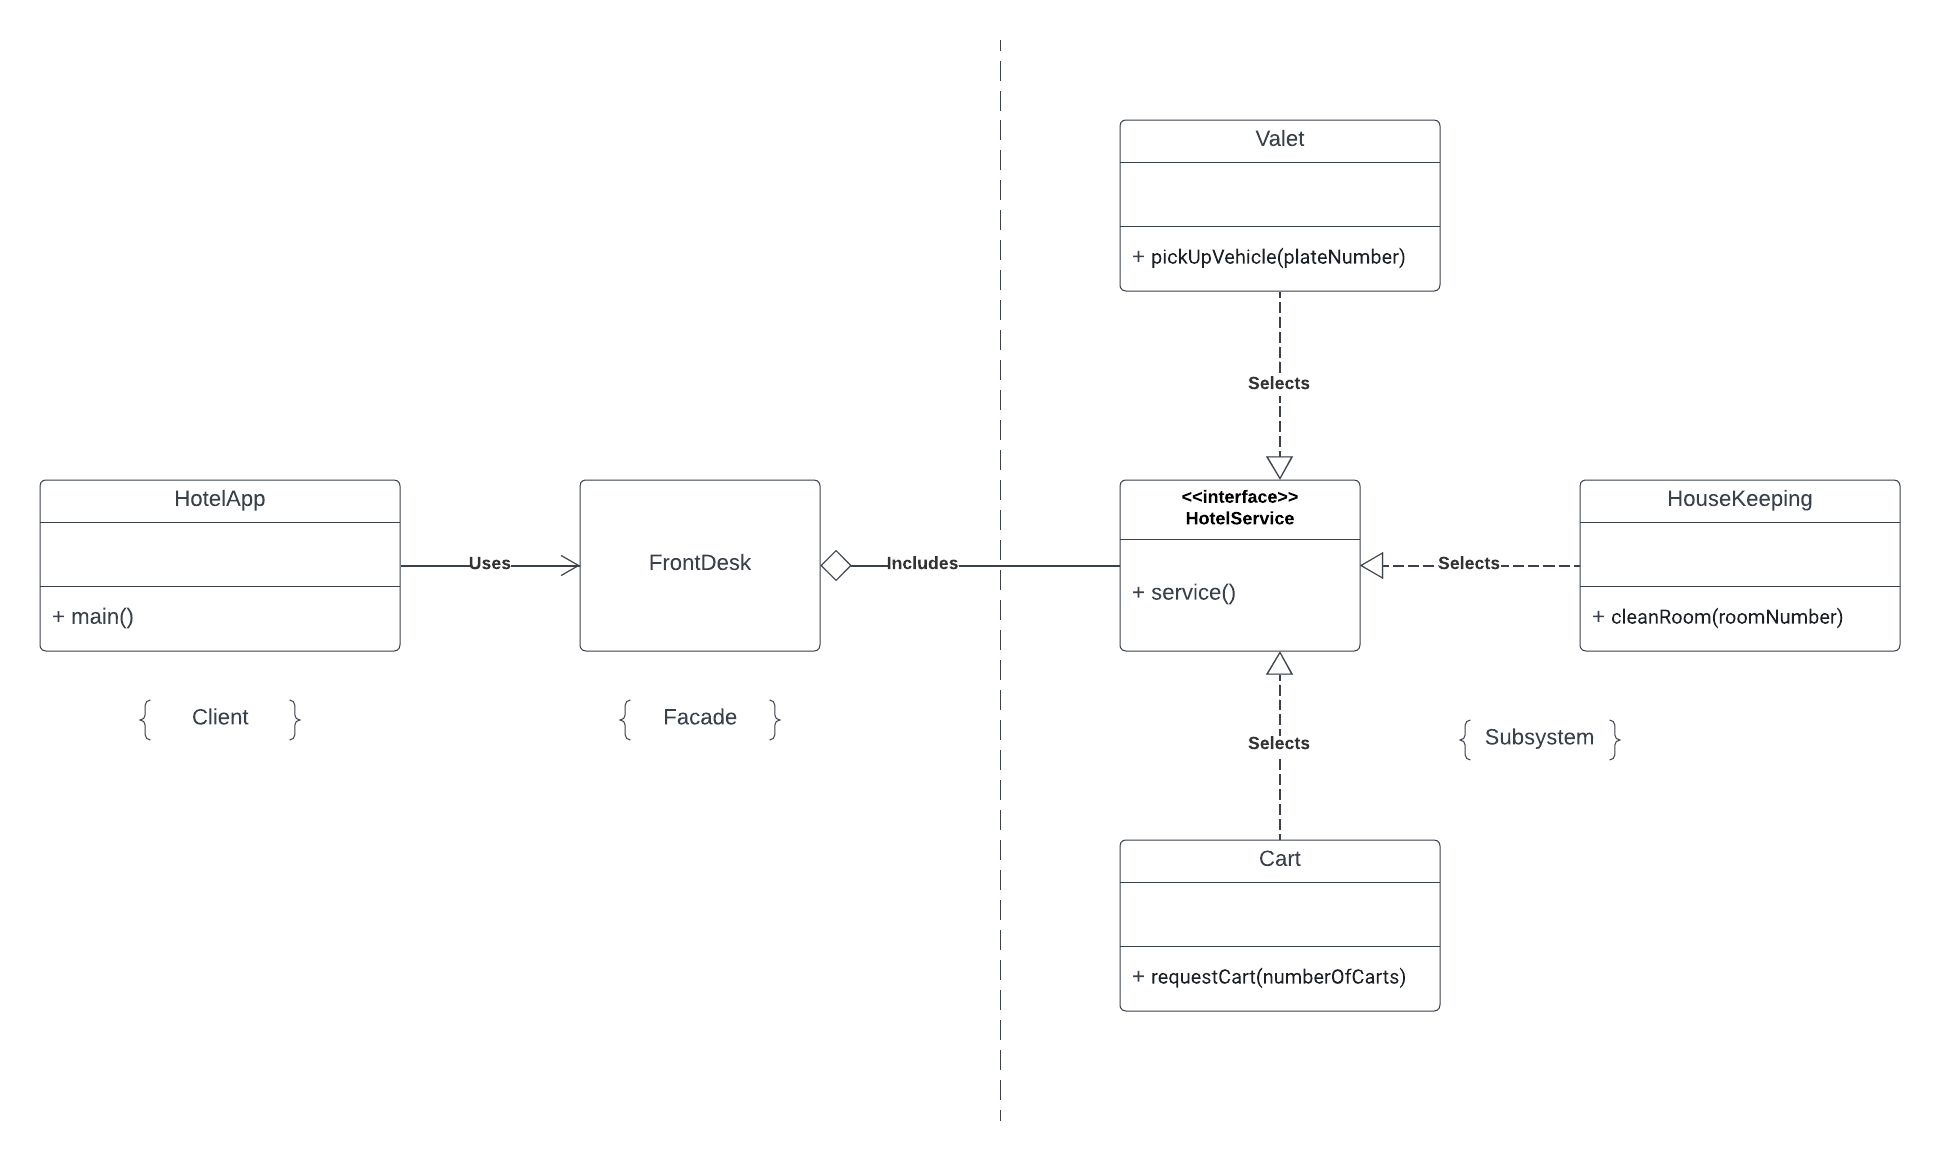 Valet
+ pickUpVehicle(plateNumber)
Selects
HotelApp
+ main()
Uses
FrontDesk
Includes
<<interface>>
HotelService
+ service()
Selects
HouseKeeping
+ cleanRoom(roomNumber)
{ Client }
{ Facade }
{ Subsystem }
Selects
Cart
+ requestCart(numberOfCarts)